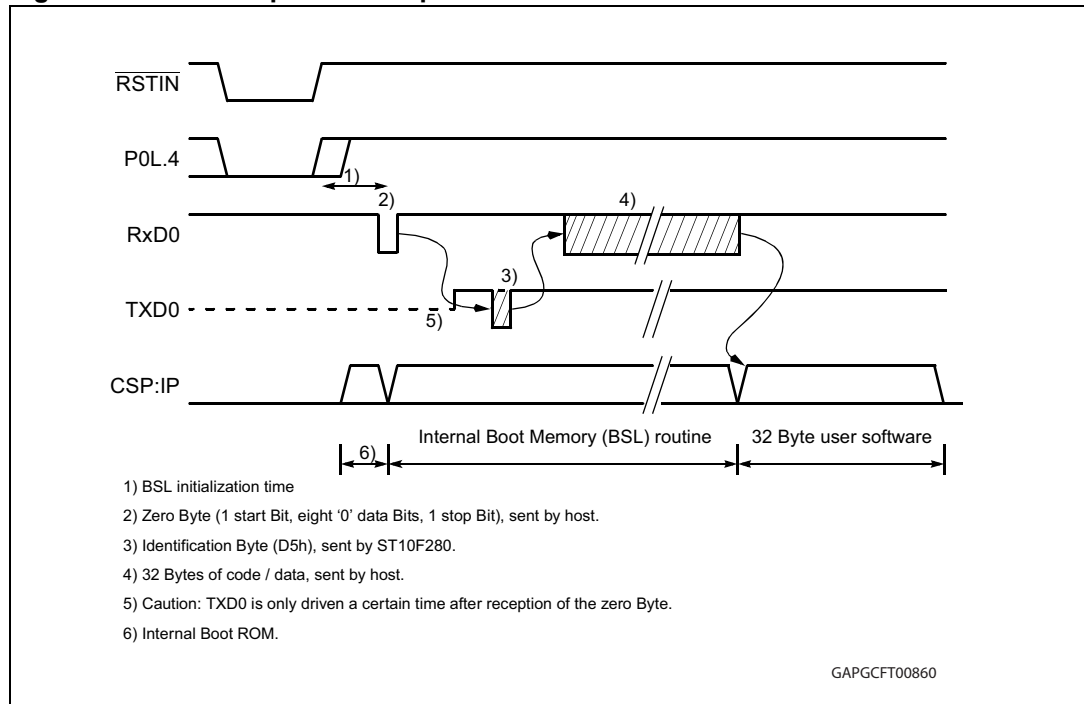 RSTIN
P0L.4
1)
2)
4)
RxD0
3)
TXD0
5)
CSP:IP
Internal Boot Memory (BSL) routine
32 Byte user software
6)
1) BSL initialization time
2) Zero Byte (1 start Bit, eight ‘0’ data Bits, 1 stop Bit), sent by host.
3) Identification Byte (D5h), sent by ST10F280.
4) 32 Bytes of code / data, sent by host.
5) Caution: TXD0 is only driven a certain time after reception of the zero Byte.
6) Internal Boot ROM.
GAPGCFT00860